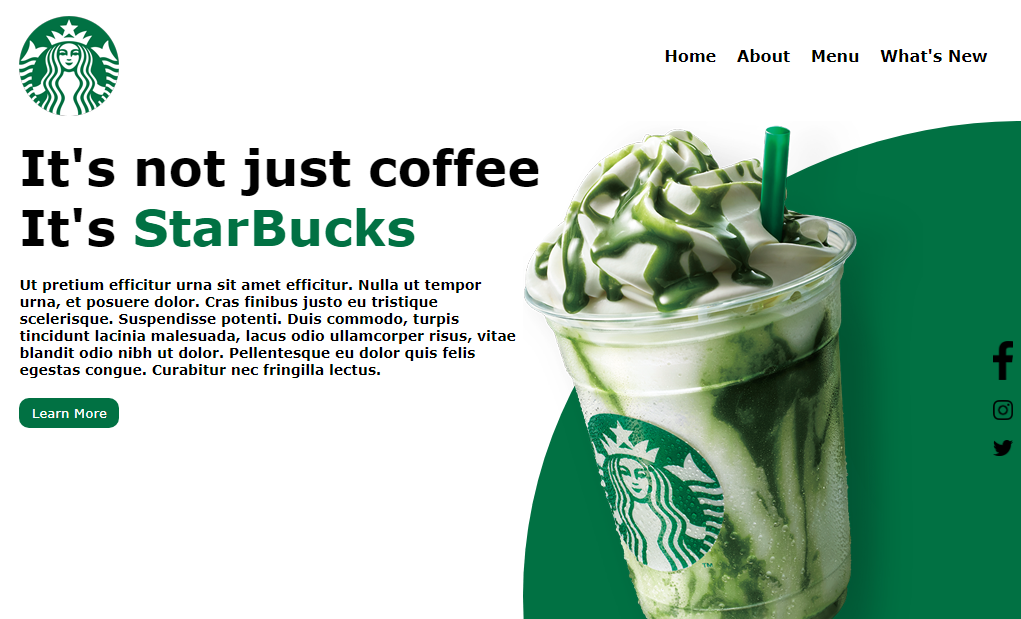 Home About Menu What's New
It's not just coffee
It's StarBucks
Ut pretium efficitur urna sit amet efficitur. Nulla ut tempor
urna, et posuere dolor. Cras finibus justo eu tristique
scelerisque. Suspendisse potenti. Duis commodo, turpis
tincidunt lacinia malesuada, lacus odio ullamcorper risus, vitae
blandit odio nibh ut dolor. Pellentesque eu dolor quis felis
egestas congue. Curabitur nec fringilla lectus.
Learn More
TM